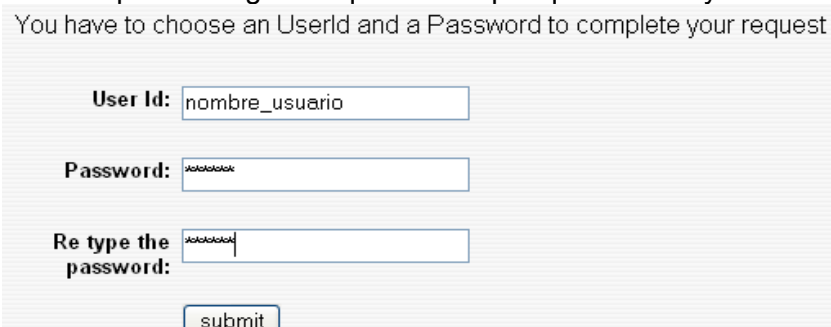 You have to choose an UserId and a Password to complete your request
User Id: nombre_usuario
Password: *******
Re type the *******
password:
submit